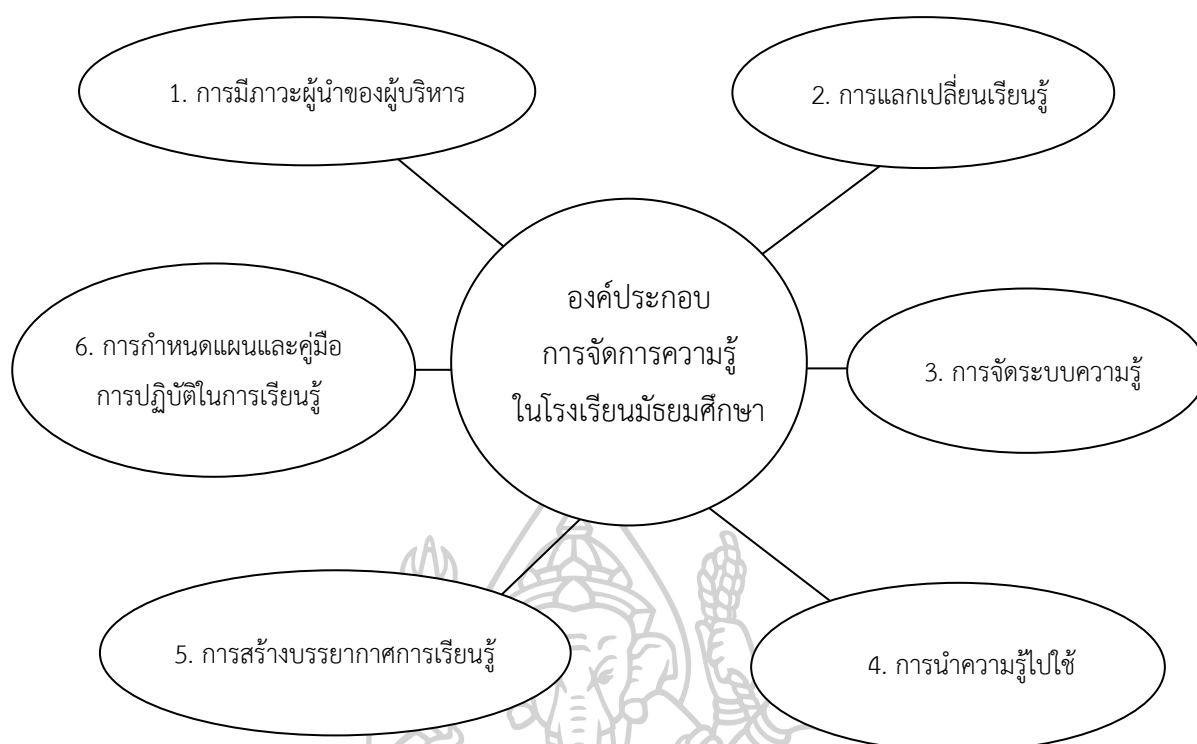 1. การมีภาวะผู้นำของผู้บริหาร
2. การแลกเปลี่ยนเรียนรู้
องค์ประกอบ
การจัดการความรู้
ในโรงเรียนมัธยมศึกษา
3. การจัดระบบความรู้
4. การนำความรู้ไปใช้
5. การสร้างบรรยากาศการเรียนรู้
6. การกำหนดแผนและคู่มือ
การปฏิบัติในการเรียนรู้